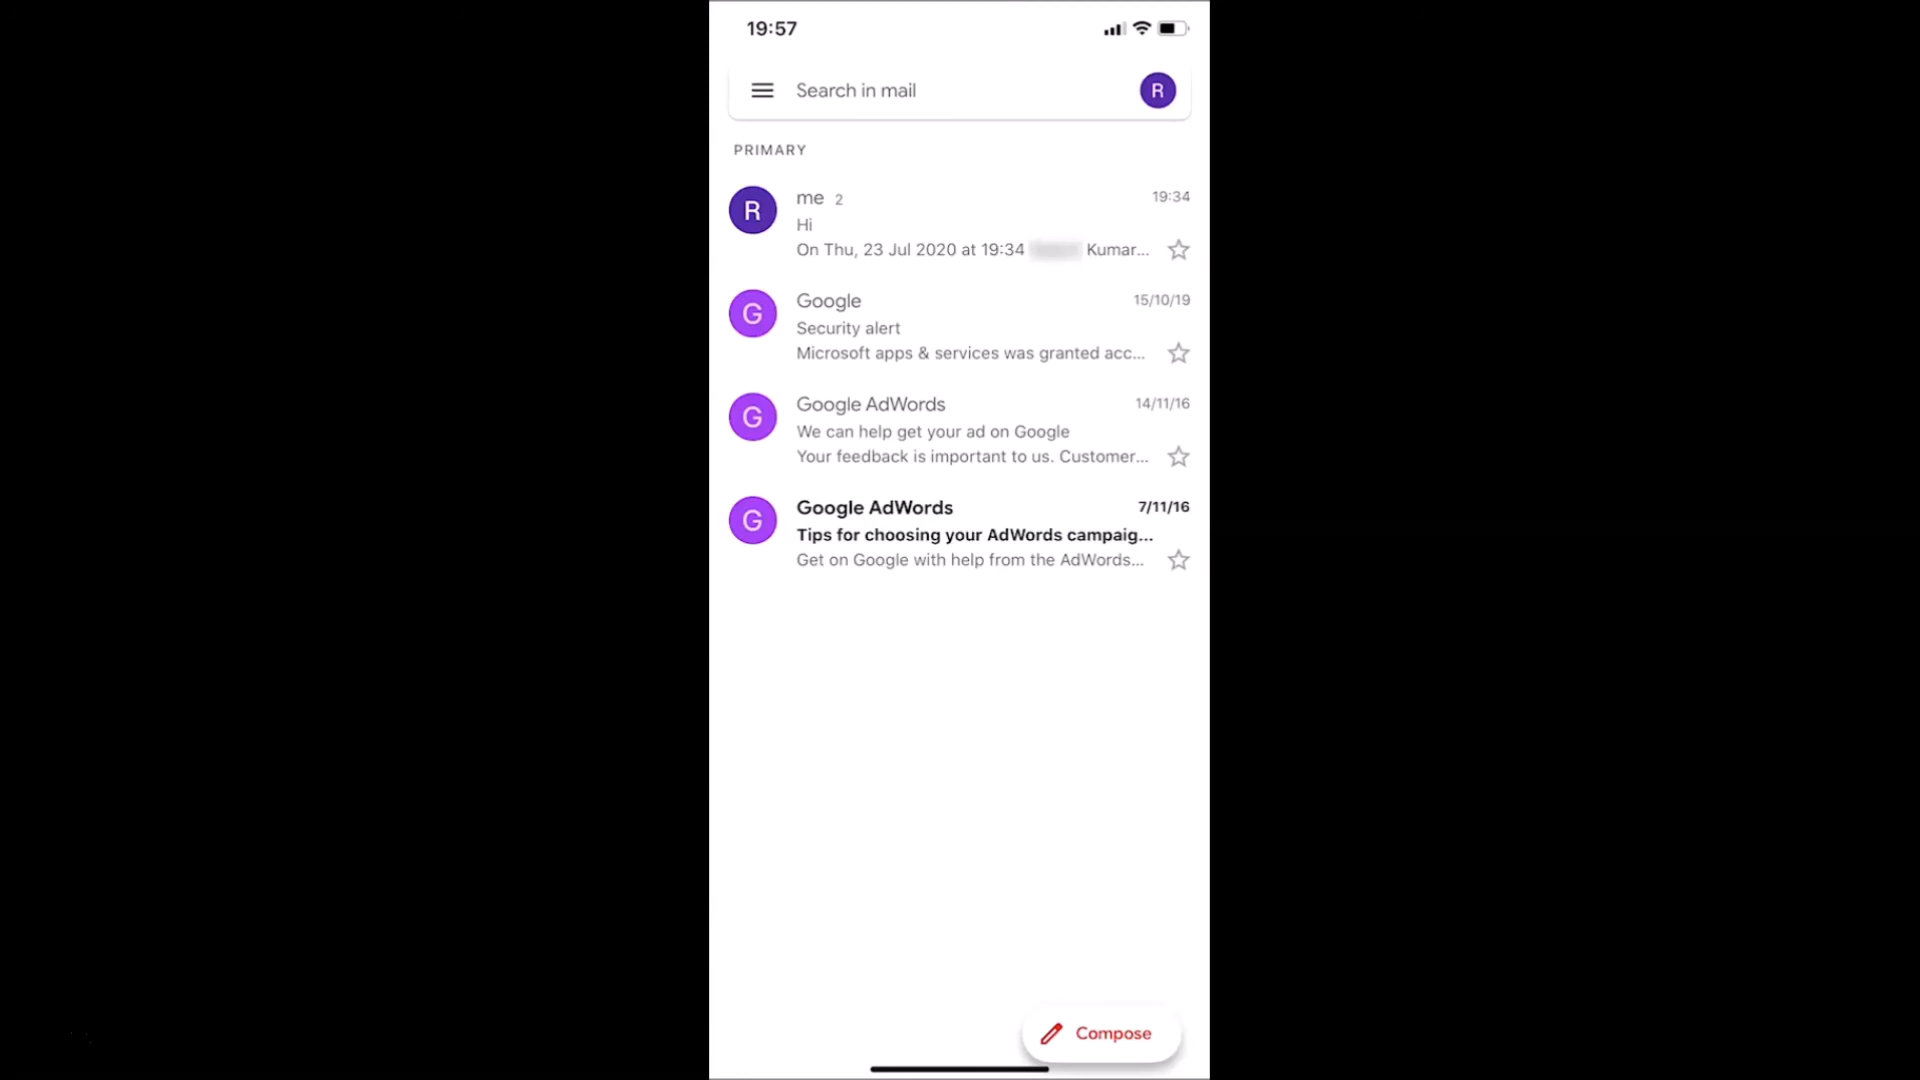 19:57
Search in mail
R
PRIMARY
R
me 2
19:34
Hi
On Thu, 23 Jul 2020 at 19:34 Kumar...
G
Google
15/10/19
Security alert
Microsoft apps & services was granted acc...
G
Google AdWords
14/11/16
We can help get your ad on Google
Your feedback is important to us. Customer...
G
Google AdWords
7/11/16
Tips for choosing your AdWords campaig...
Get on Google with help from the AdWords...
Compose